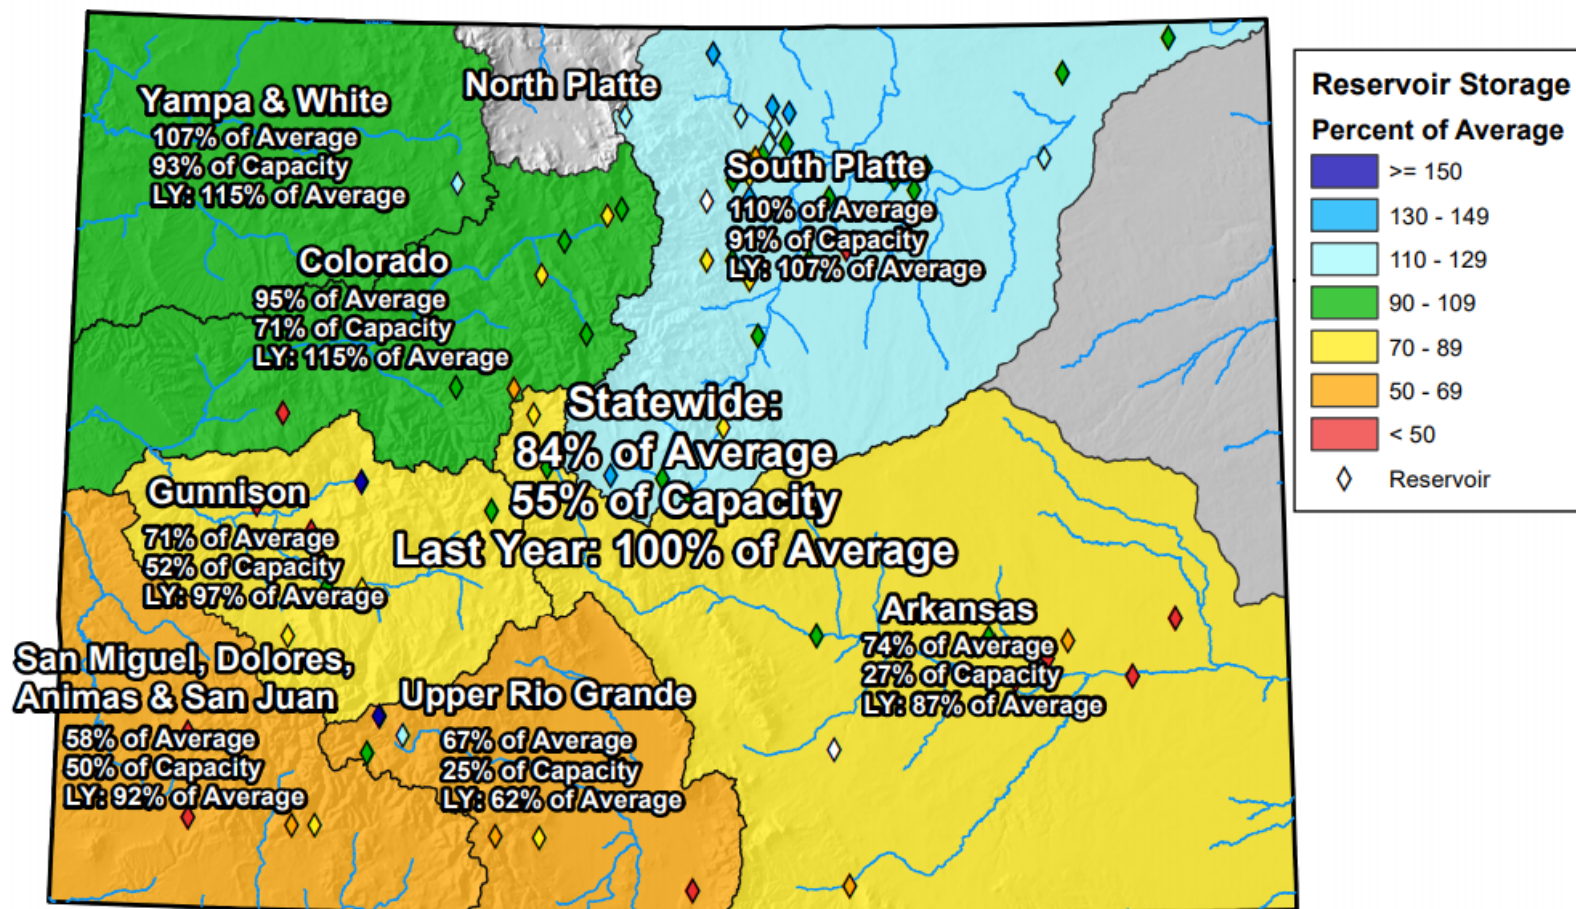 Yampa & White
107% of Average
93% of Capacity
LY: 115% of Average
North Platte
South Platte
110% of Average
91% of Capacity
LY: 107% of Average
Colorado
95% of Average
71% of Capacity
LY: 115% of Average
Statewide:
84% of Average
55% of Capacity
Last Year: 100% of Average
Gunnison
71% of Average
52% of Capacity
LY: 97% of Average
Arkansas
74% of Average
27% of Capacity
LY: 87% of Average
San Miguel, Dolores,
Animas & San Juan
58% of Average
50% of Capacity
LY: 92% of Average
Upper Rio Grande
67% of Average
25% of Capacity
LY: 62% of Average
Reservoir Storage
Percent of Average
>= 150
130 - 149
110 - 129
90 - 109
70 - 89
50 - 69
< 50
Reservoir